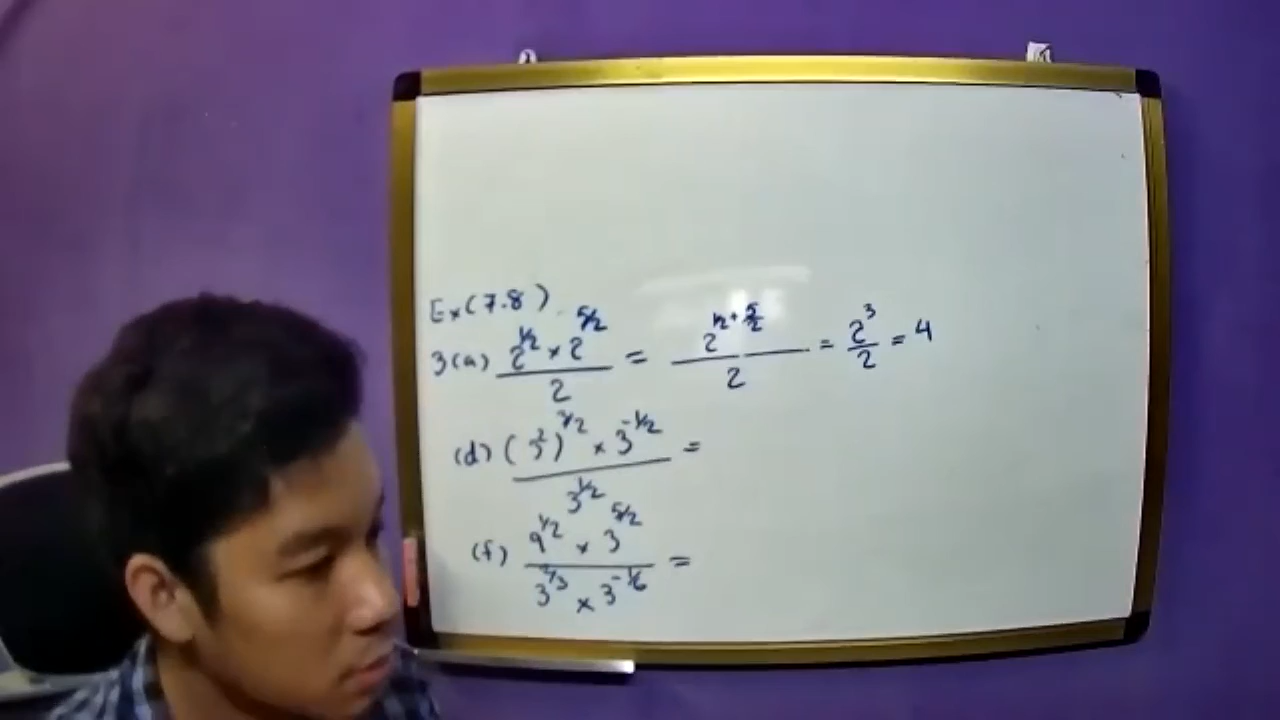 Ex(7.8)
3(a) (2^1/2 × 2^5/2)/2 = 2^(1/2 + 5/2)/2 = 2^3/2 = 4
(d) ((3^2)^3/2 × 3^-1/2)/3^1/2 =
(f) (9^1/2 × 3^5/2)/(3^2/3 × 3^-1/6) =